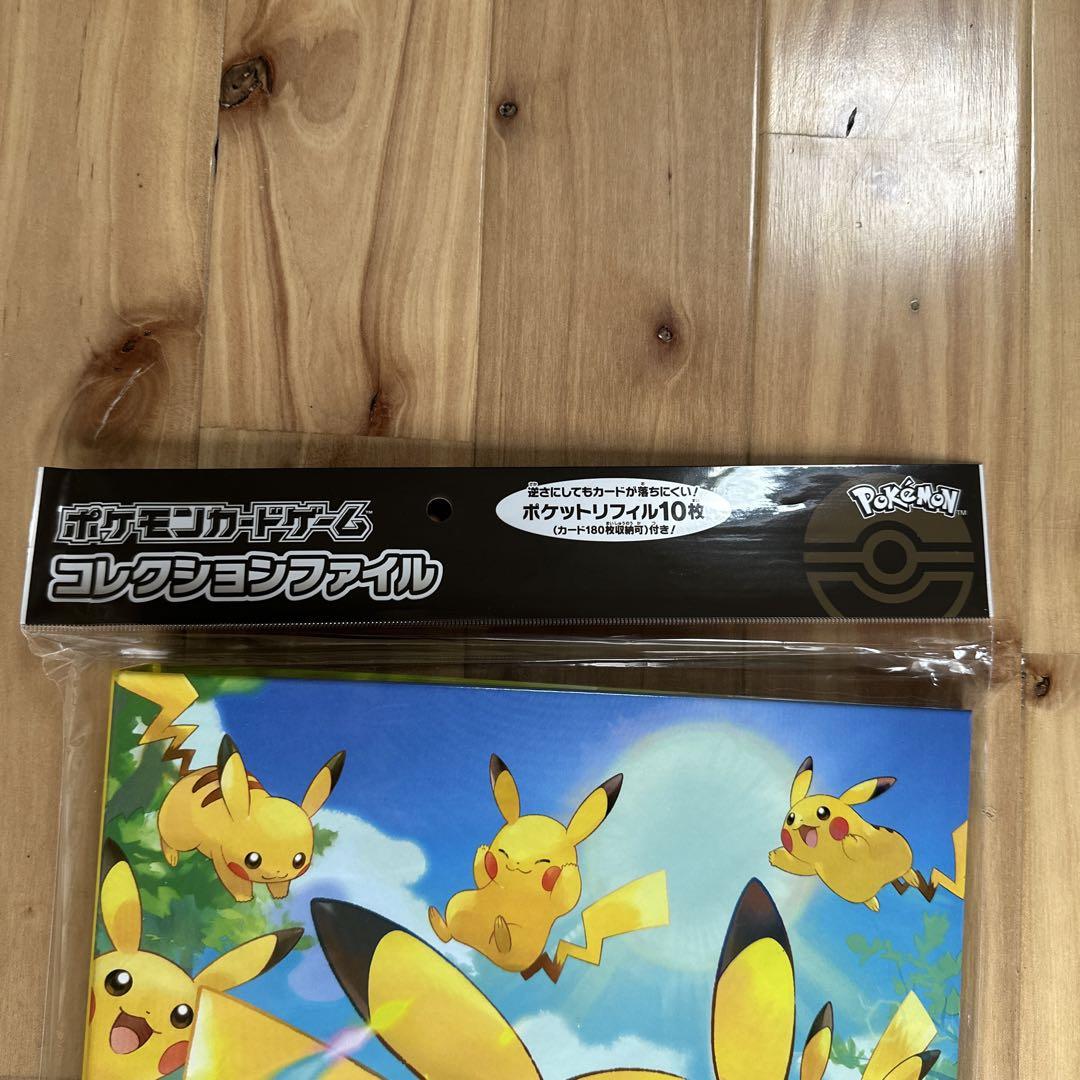 ポケモンカードゲーム
コレクションファイル
逆さにしてもカードが落ちにくい!
ポケットリフィル10枚
(カード180枚収納可)付き!
POKéMON
TM